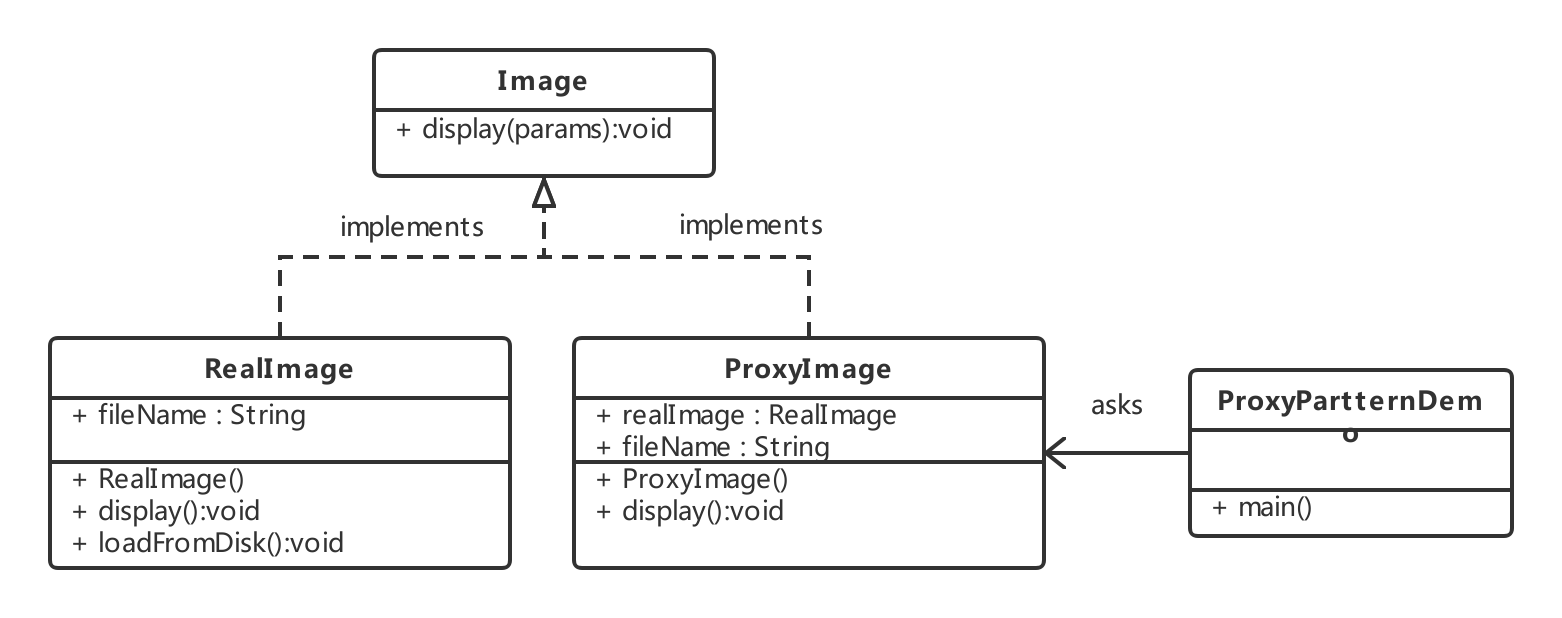 Image
+ display(params):void
implements
implements
RealImage
+ fileName : String
+ RealImage()
+ display():void
+ loadFromDisk():void
ProxyImage
+ realImage : RealImage
+ fileName : String
+ ProxyImage()
+ display():void
asks
ProxyPartternDem
o
+ main()